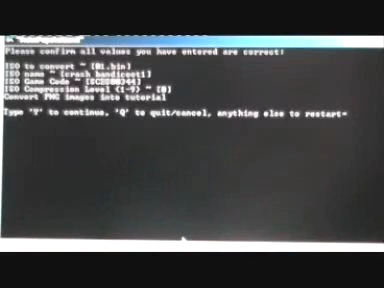 Please confirm all values you have entered are correct!
ISO to convert ~ [01.bin]
ISO name ~ [crash bandicoot1]
ISO Game Code ~ [SCES00344]
ISO Compression Level (1-9) ~ [0]
Convert PNG images into tutorial
Type 'Y' to continue, 'Q' to quit/cancel, anything else to restart-